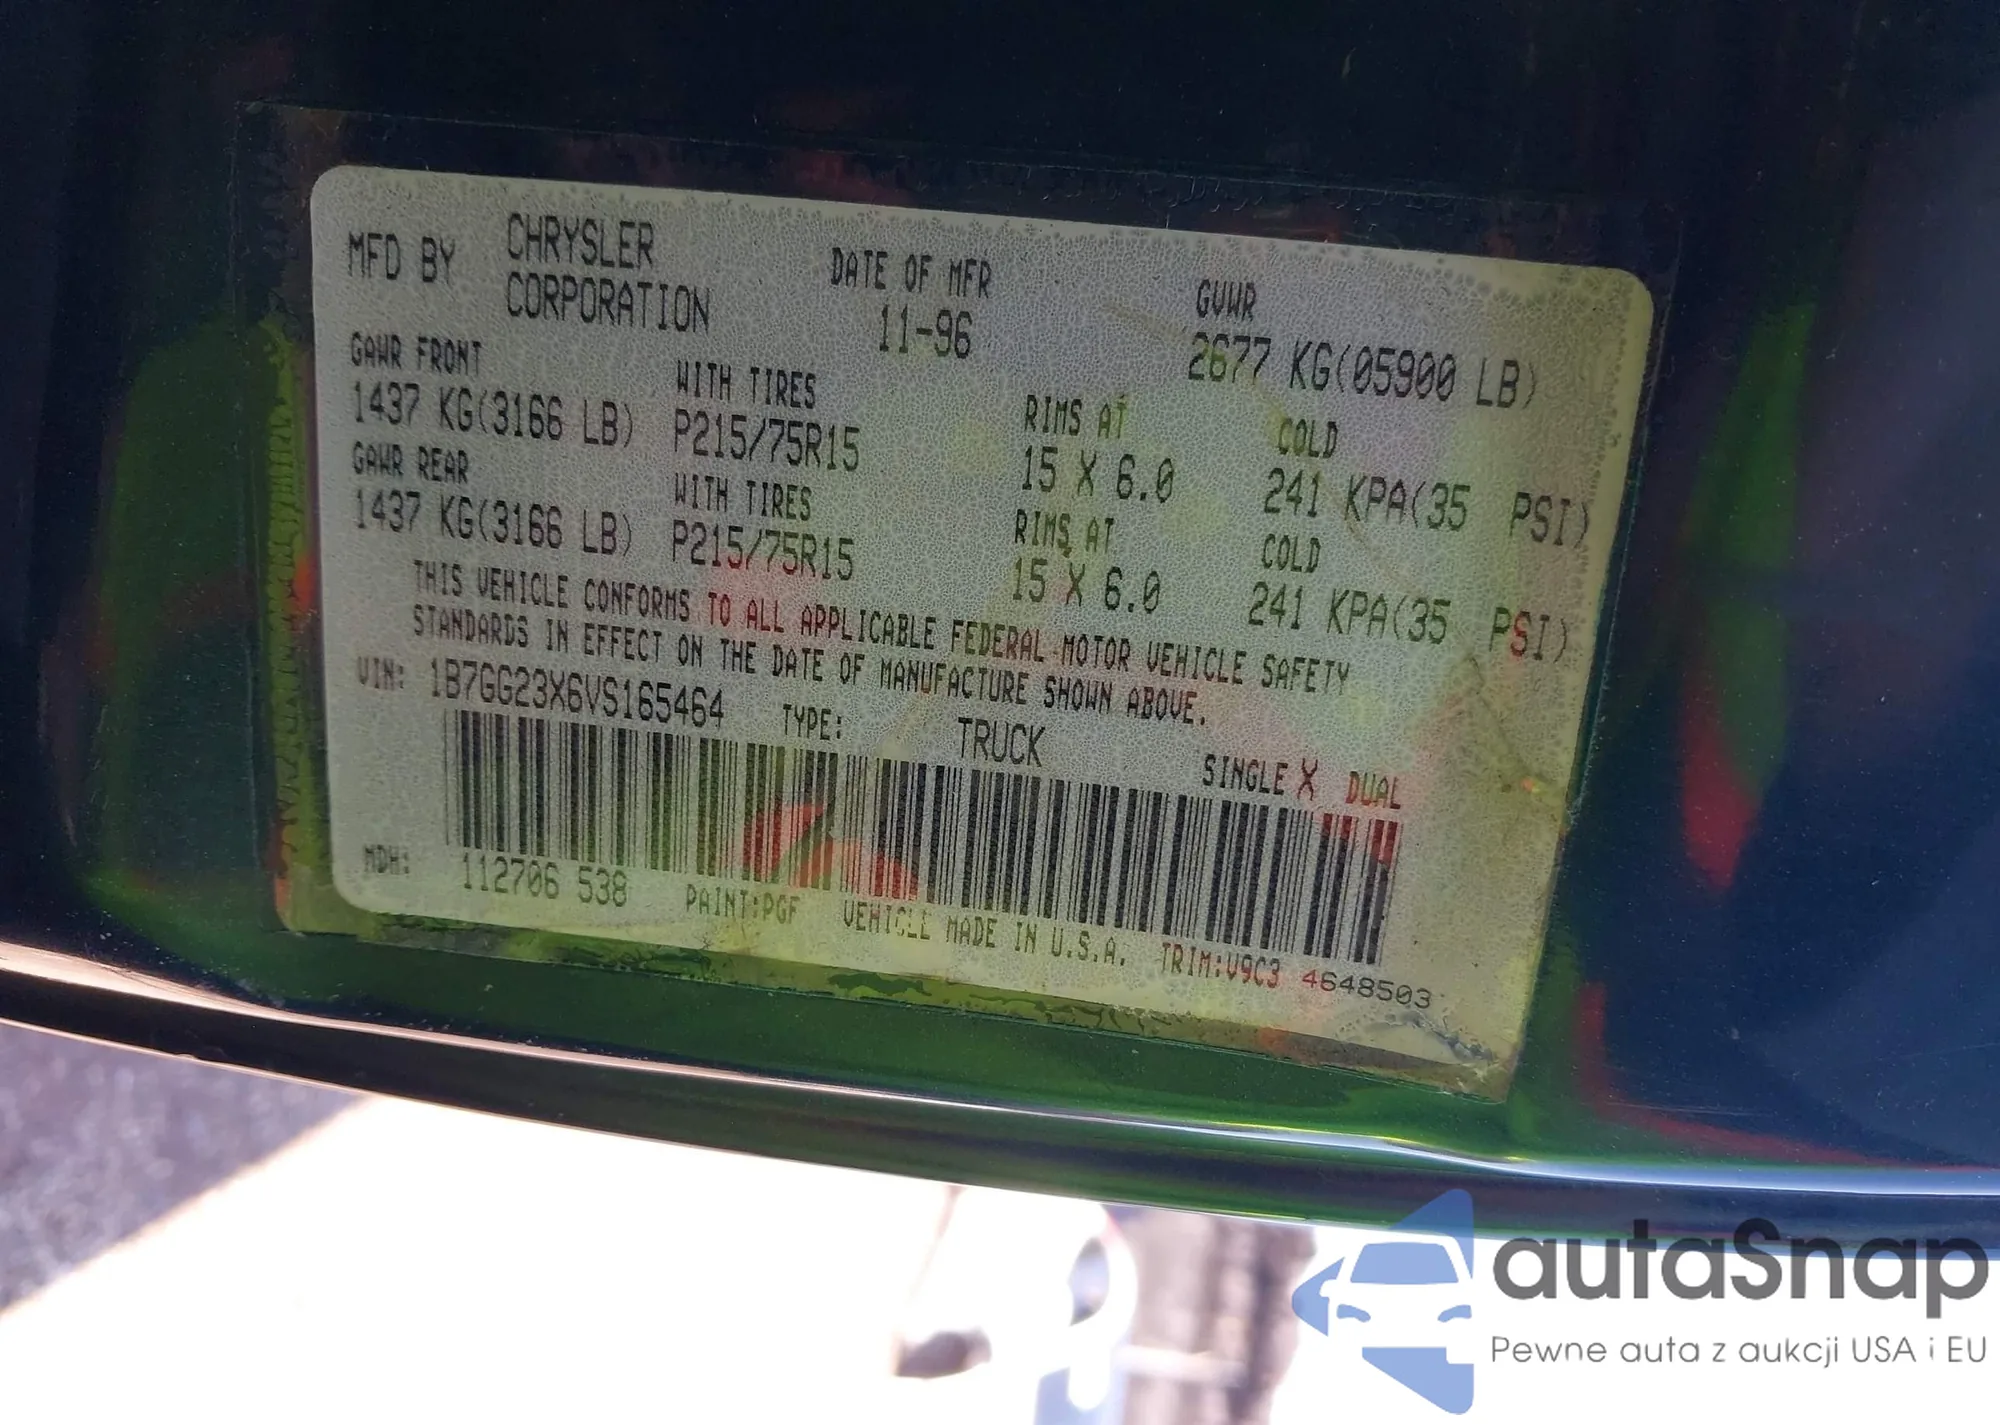 MFD BY CHRYSLER CORPORATION DATE OF MFR 11-96 GVWR 2677 KG(05900 LB)
GAWR FRONT WITH TIRES RIMS AT COLD
1437 KG(3166 LB) P215/75R15 15 X 6.0 241 KPA(35 PSI)
GAWR REAR WITH TIRES RIMS AT COLD
1437 KG(3166 LB) P215/75R15 15 X 6.0 241 KPA(35 PSI)
THIS VEHICLE CONFORMS TO ALL APPLICABLE FEDERAL MOTOR VEHICLE SAFETY
STANDARDS IN EFFECT ON THE DATE OF MANUFACTURE SHOWN ABOVE.
VIN: 1B7GG23X6VS165464 TYPE: TRUCK SINGLE X DUAL
MDH: 112706 538 PAINT:PGF VEHICLE MADE IN U.S.A. TRIM:V9C3 4648503
autaSnap
Pewne auta z aukcji USA i EU